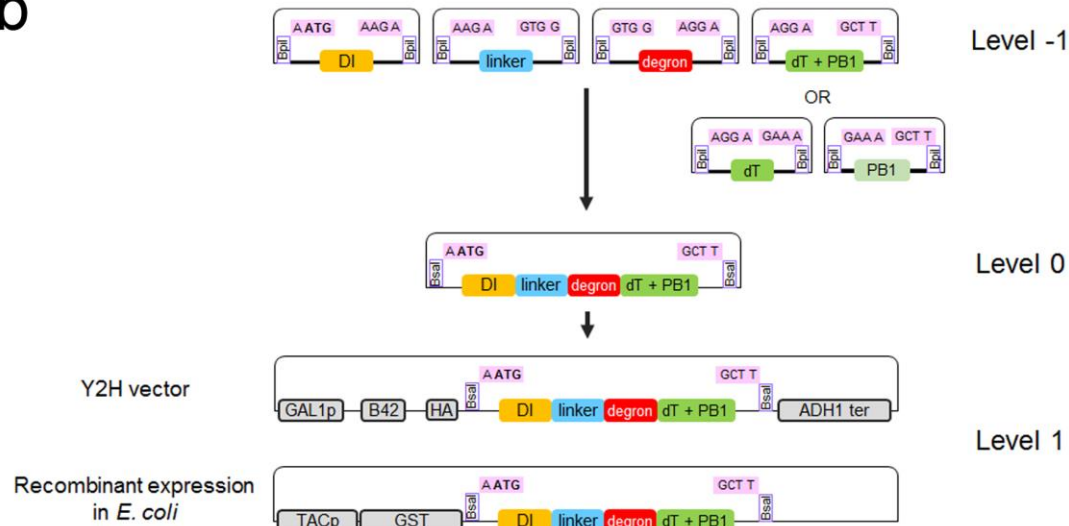 b
A ATG AAG A AAG A GTG G GTG G AGG A AGG A GCT T
BpiI DI BpiI BpiI linker BpiI BpiI degron BpiI BpiI dT + PB1 BpiI
Level -1
OR
AGG A GAA A GAA A GCT T
BpiI dT BpiI BpiI PB1 BpiI
A ATG GCT T
BsaI DI linker degron dT + PB1 BsaI
Level 0
Y2H vector
A ATG GCT T
GAL1p B42 HA BsaI DI linker degron dT + PB1 BsaI ADH1 ter
Level 1
Recombinant expression
in E. coli
A ATG GCT T
TACp GST BsaI DI linker degron dT + PB1 BsaI